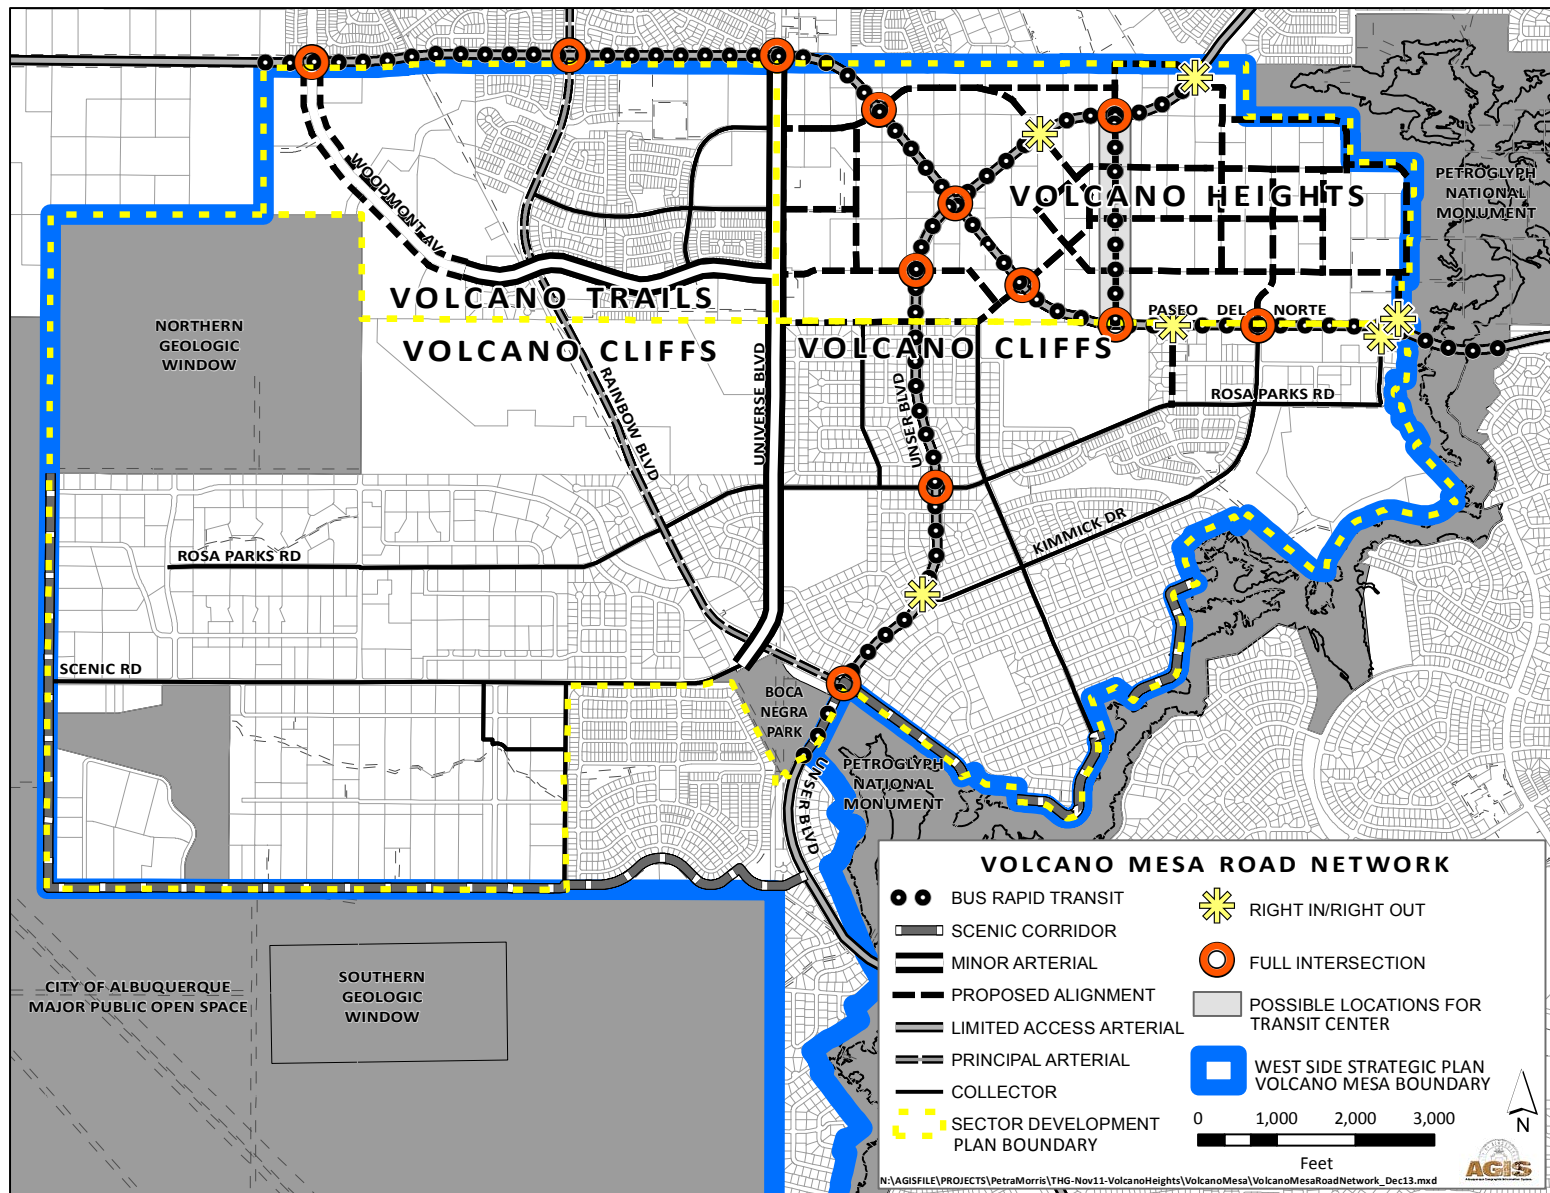 WOODMONT AV.
VOLCANO HEIGHTS
PETROGLYPH
NATIONAL
MONUMENT
VOLCANO TRAILS
PASEO DEL NORTE
NORTHERN
GEOLOGIC
WINDOW
VOLCANO CLIFFS
VOLCANO CLIFFS
UNIVERSE BLVD
RAINBOW BLVD
UNSER BLVD
ROSA PARKS RD
KIMMICK DR
ROSA PARKS RD
SCENIC RD
BOCA
NEGRA
PARK
PETROGLYPH
NATIONAL
MONUMENT
UNSER BLVD
CITY OF ALBUQUERQUE
MAJOR PUBLIC OPEN SPACE
SOUTHERN
GEOLOGIC
WINDOW
VOLCANO MESA ROAD NETWORK
BUS RAPID TRANSIT
SCENIC CORRIDOR
MINOR ARTERIAL
PROPOSED ALIGNMENT
LIMITED ACCESS ARTERIAL
PRINCIPAL ARTERIAL
COLLECTOR
SECTOR DEVELOPMENT
PLAN BOUNDARY
RIGHT IN/RIGHT OUT
FULL INTERSECTION
POSSIBLE LOCATIONS FOR
TRANSIT CENTER
WEST SIDE STRATEGIC PLAN
VOLCANO MESA BOUNDARY
0 1,000 2,000 3,000
Feet
N
AGIS
N:\AGISFILE\PROJECTS\PetraMorris\THG-Nov11-VolcanoHeights\VolcanoMesa\VolcanoMesaRoadNetwork_Dec13.mxd